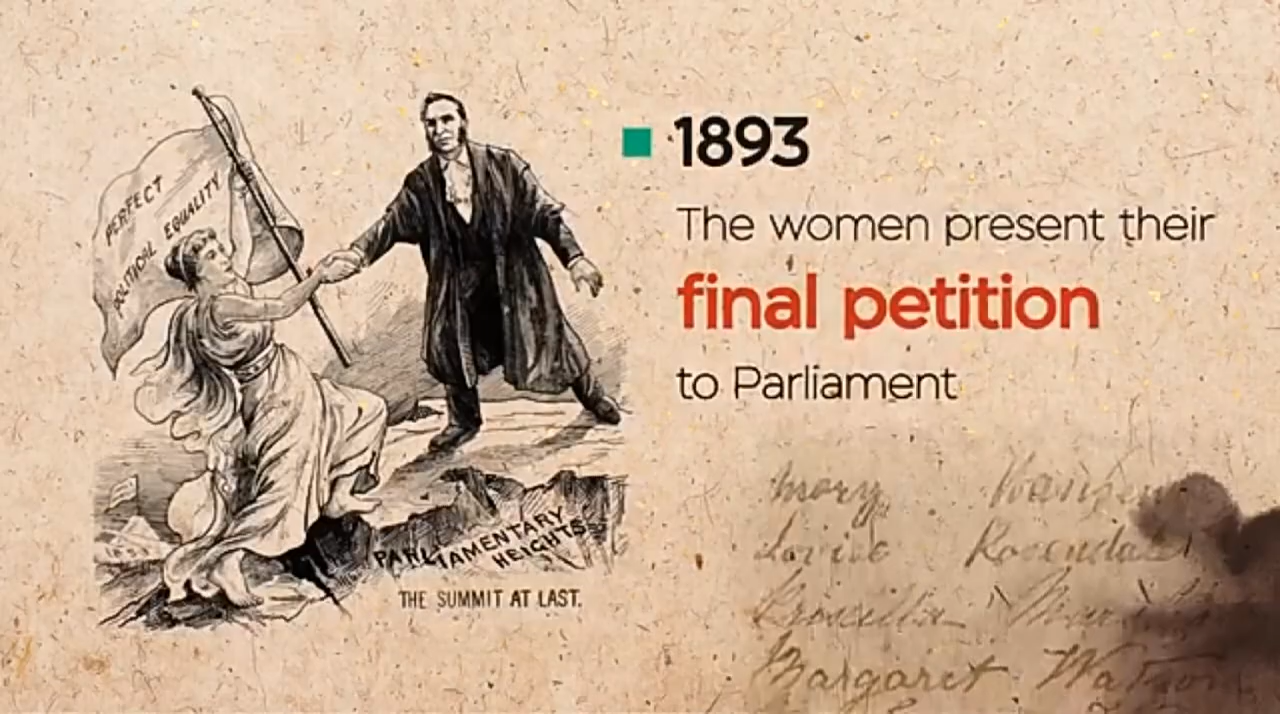 PERFECT
POLITICAL EQUALITY
PARLIAMENTARY
HEIGHTS
THE SUMMIT AT LAST.
1893
The women present their
final petition
to Parliament
Mary
Margaret Watson